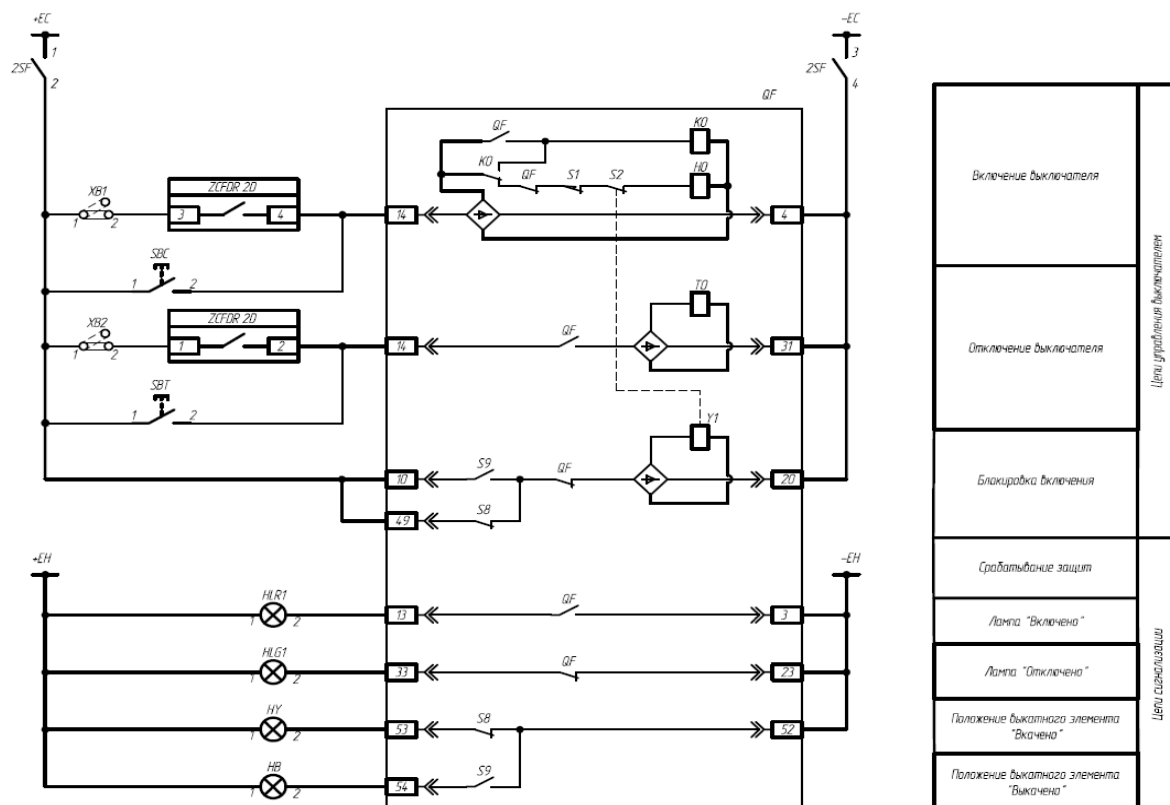 +EC
-EC
1
3
2SF
2SF
2
4
QF
QF
KO
KO
HO
QF
S1
S2
XB1
ZCFDR 2D
1
2
3
4
14
4
SBC
1
2
TO
XB2
ZCFDR 2D
1
2
1
2
14
QF
31
SBT
1
2
Y1
10
S9
QF
20
49
S8
+EH
-EH
HLR1
1
2
13
QF
3
HLG1
1
2
33
QF
23
HY
1
2
53
S8
52
HB
1
2
54
S9
Включение выключателя
Отключение выключателя
Блокировка включения
Цепи управления выключателем
Срабатывание защит
Лампа "Включено"
Лампа "Отключено"
Положение выкатного элемента
"Вкачено"
Положение выкатного элемента
"Выкачено"
Цепи сигнализации